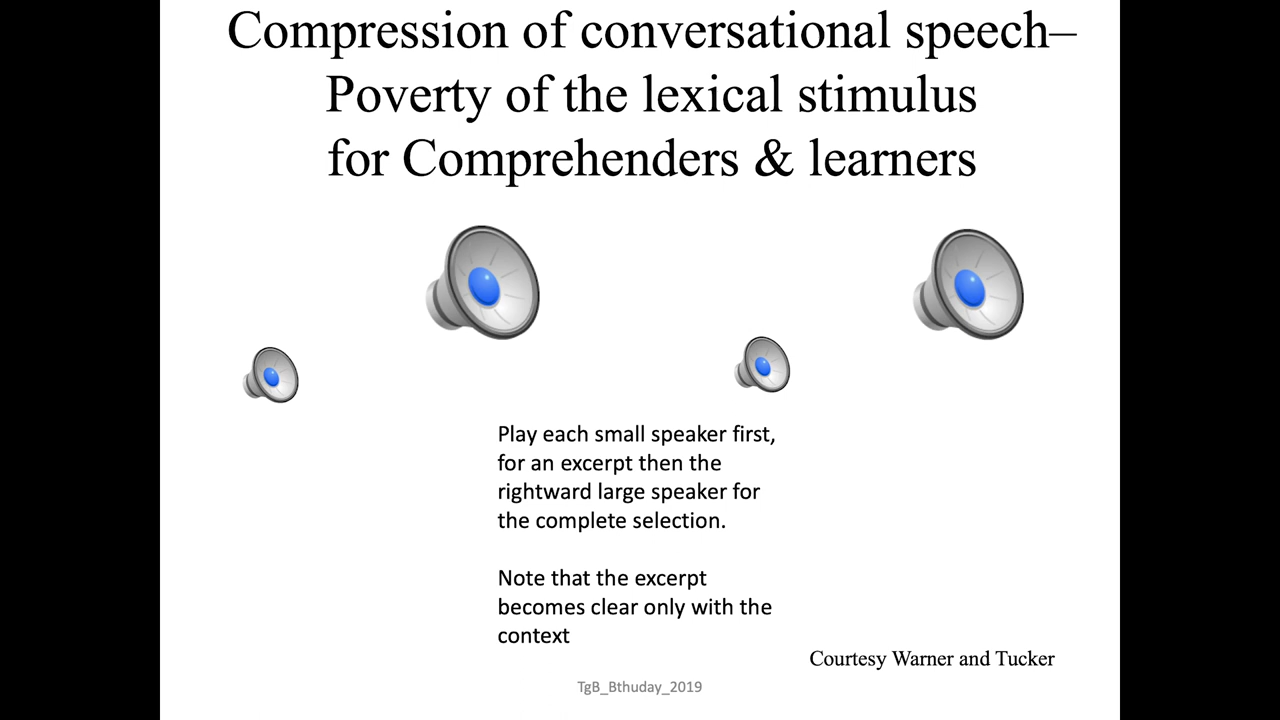 Compression of conversational speech–
Poverty of the lexical stimulus
for Comprehenders & learners
Play each small speaker first,
for an excerpt then the
rightward large speaker for
the complete selection.
Note that the excerpt
becomes clear only with the
context
Courtesy Warner and Tucker
TgB_Bthuday_2019